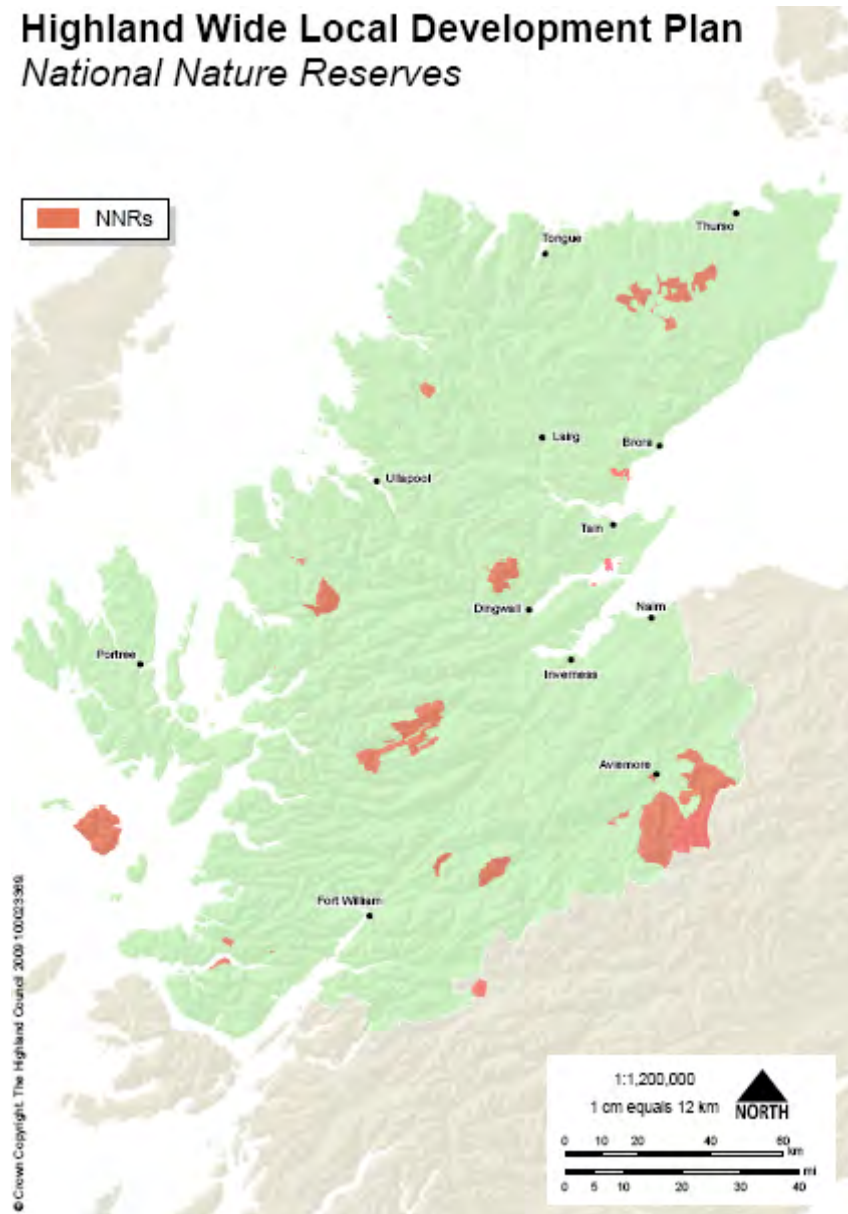 Highland Wide Local Development Plan
National Nature Reserves
NNRs
Thurso
Tongue
Lairg
Brora
Ullapool
Tain
Dingwall
Nairn
Portree
Inverness
Aviemore
Fort William
© Crown Copyright. The Highland Council 2009 100023369.
1:1,200,000
1 cm equals 12 km
NORTH
0 10 20 40 60
km
mi
0 5 10 20 30 40